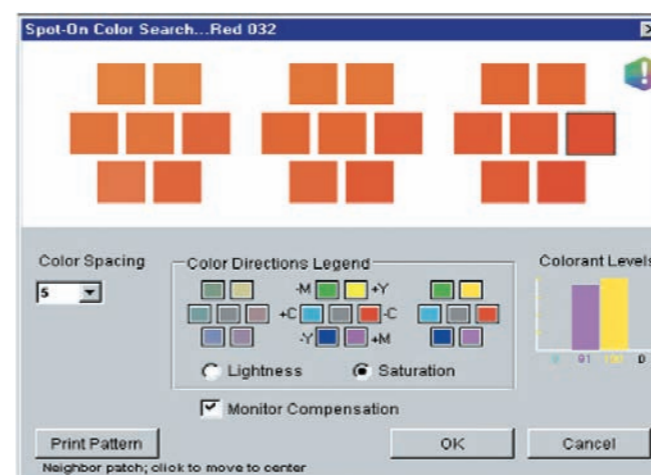 Spot-On Color Search...Red 032
Color Spacing
5
Color Directions Legend
-M +Y
+C -C
-Y +M
Lightness
Saturation
Colorant Levels
91 100 0
Monitor Compensation
Print Pattern
OK
Cancel
Neighbor patch; click to move to center